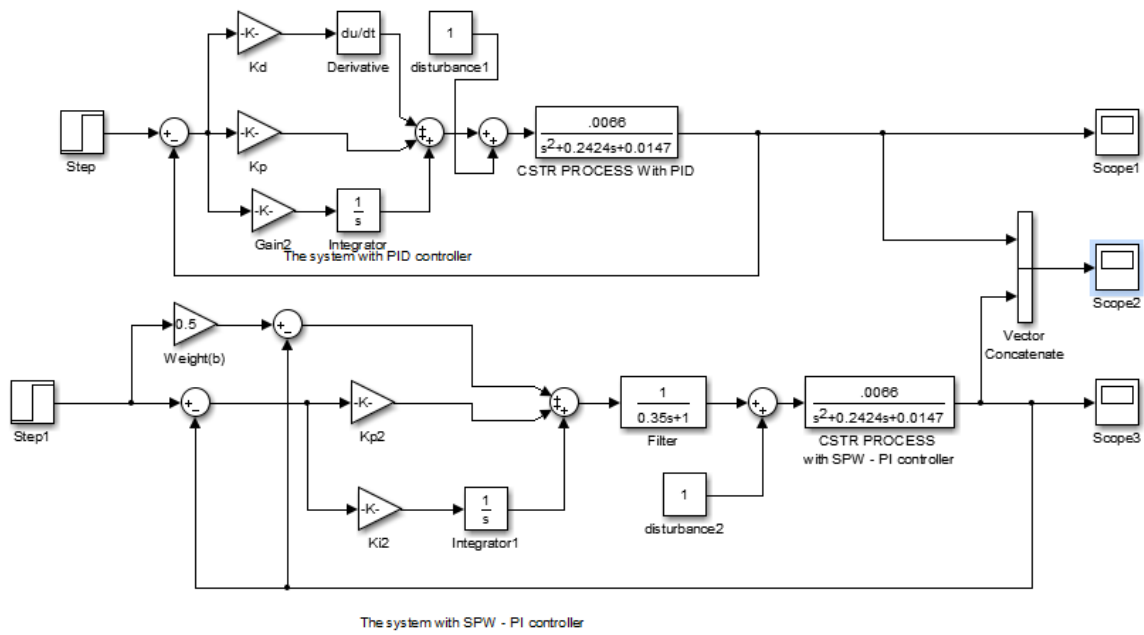 -K-
Kd
du/dt
Derivative
1
disturbance1
Step
+
-
-K-
Kp
+
+
+
+
+
.0066
s2+0.2424s+0.0147
CSTR PROCESS With PID
Scope1
-K-
Gain2
1
s
Integrator
The system with PID controller
Scope2
Vector
Concatenate
0.5
Weight(b)
+
-
Step1
+
-
-K-
Kp2
+
+
+
1
0.35s+1
Filter
+
+
.0066
s2+0.2424s+0.0147
CSTR PROCESS
with SPW - PI controller
Scope3
-K-
Ki2
1
s
Integrator1
1
disturbance2
The system with SPW - PI controller